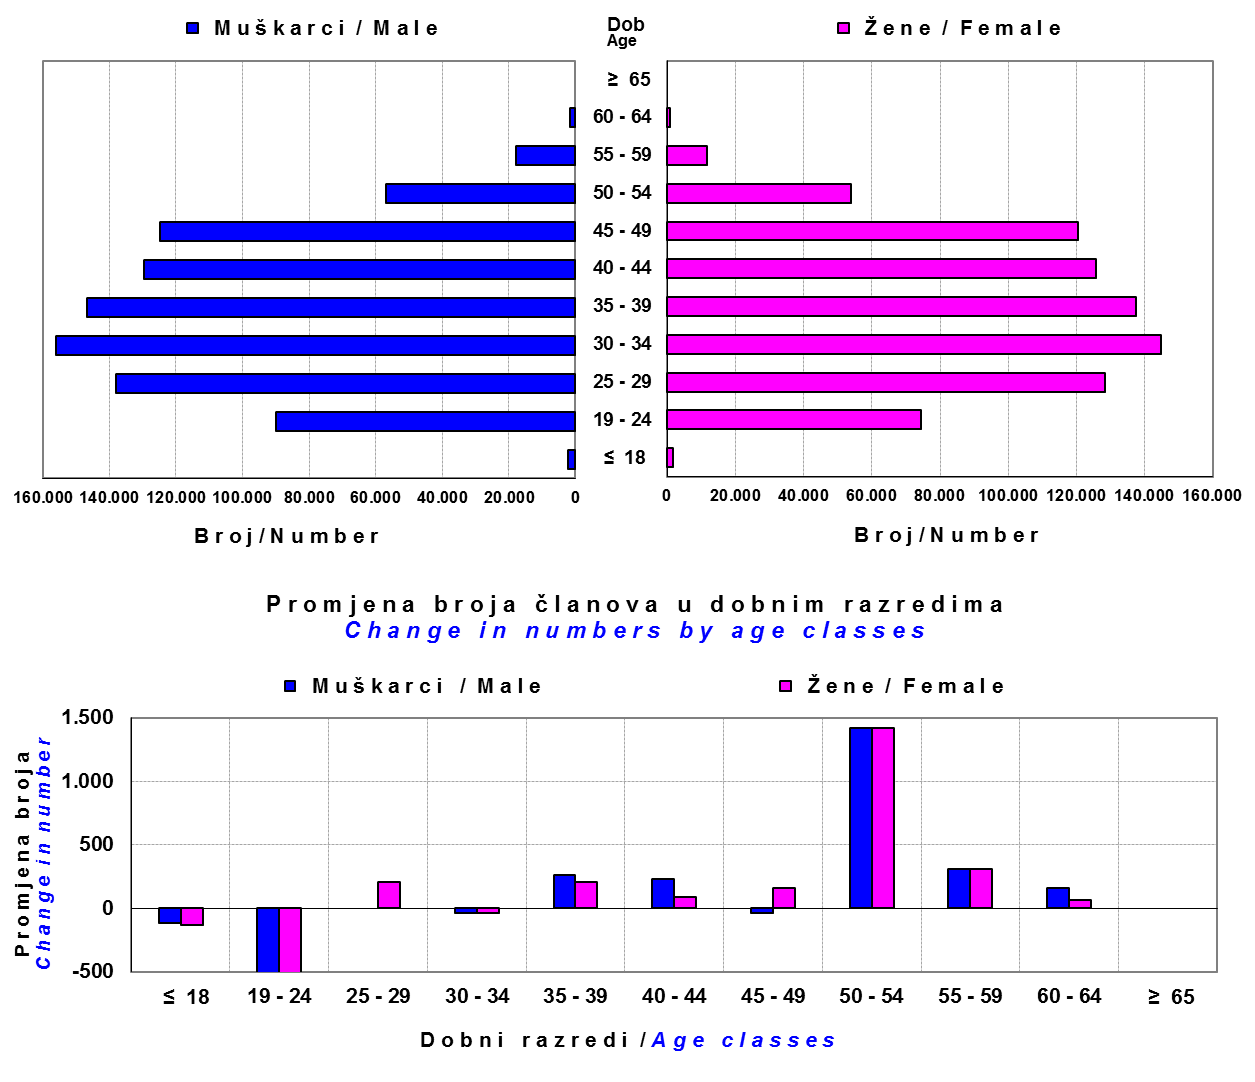 Muškarci / Male
Dob
Age
Žene / Female
≥ 65
60 - 64
55 - 59
50 - 54
45 - 49
40 - 44
35 - 39
30 - 34
25 - 29
19 - 24
≤ 18
160.000 140.000 120.000 100.000 80.000 60.000 40.000 20.000 0
0 20.000 40.000 60.000 80.000 100.000 120.000 140.000 160.000
Broj/Number
Broj/Number
Promjena broja članova u dobnim razredima
Change in numbers by age classes
Muškarci / Male
Žene / Female
Promjena broja
Change in number
1.500
1.000
500
0
-500
≤ 18 19 - 24 25 - 29 30 - 34 35 - 39 40 - 44 45 - 49 50 - 54 55 - 59 60 - 64 ≥ 65
Dobni razredi /Age classes